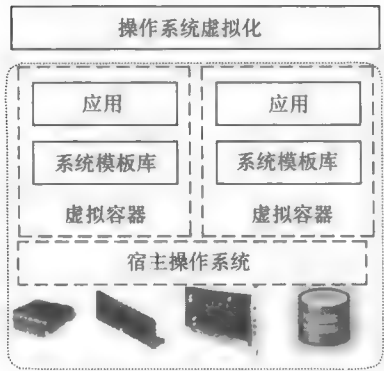 操作系统虚拟化
应用
应用
系统模板库
系统模板库
虚拟容器
虚拟容器
宿主操作系统